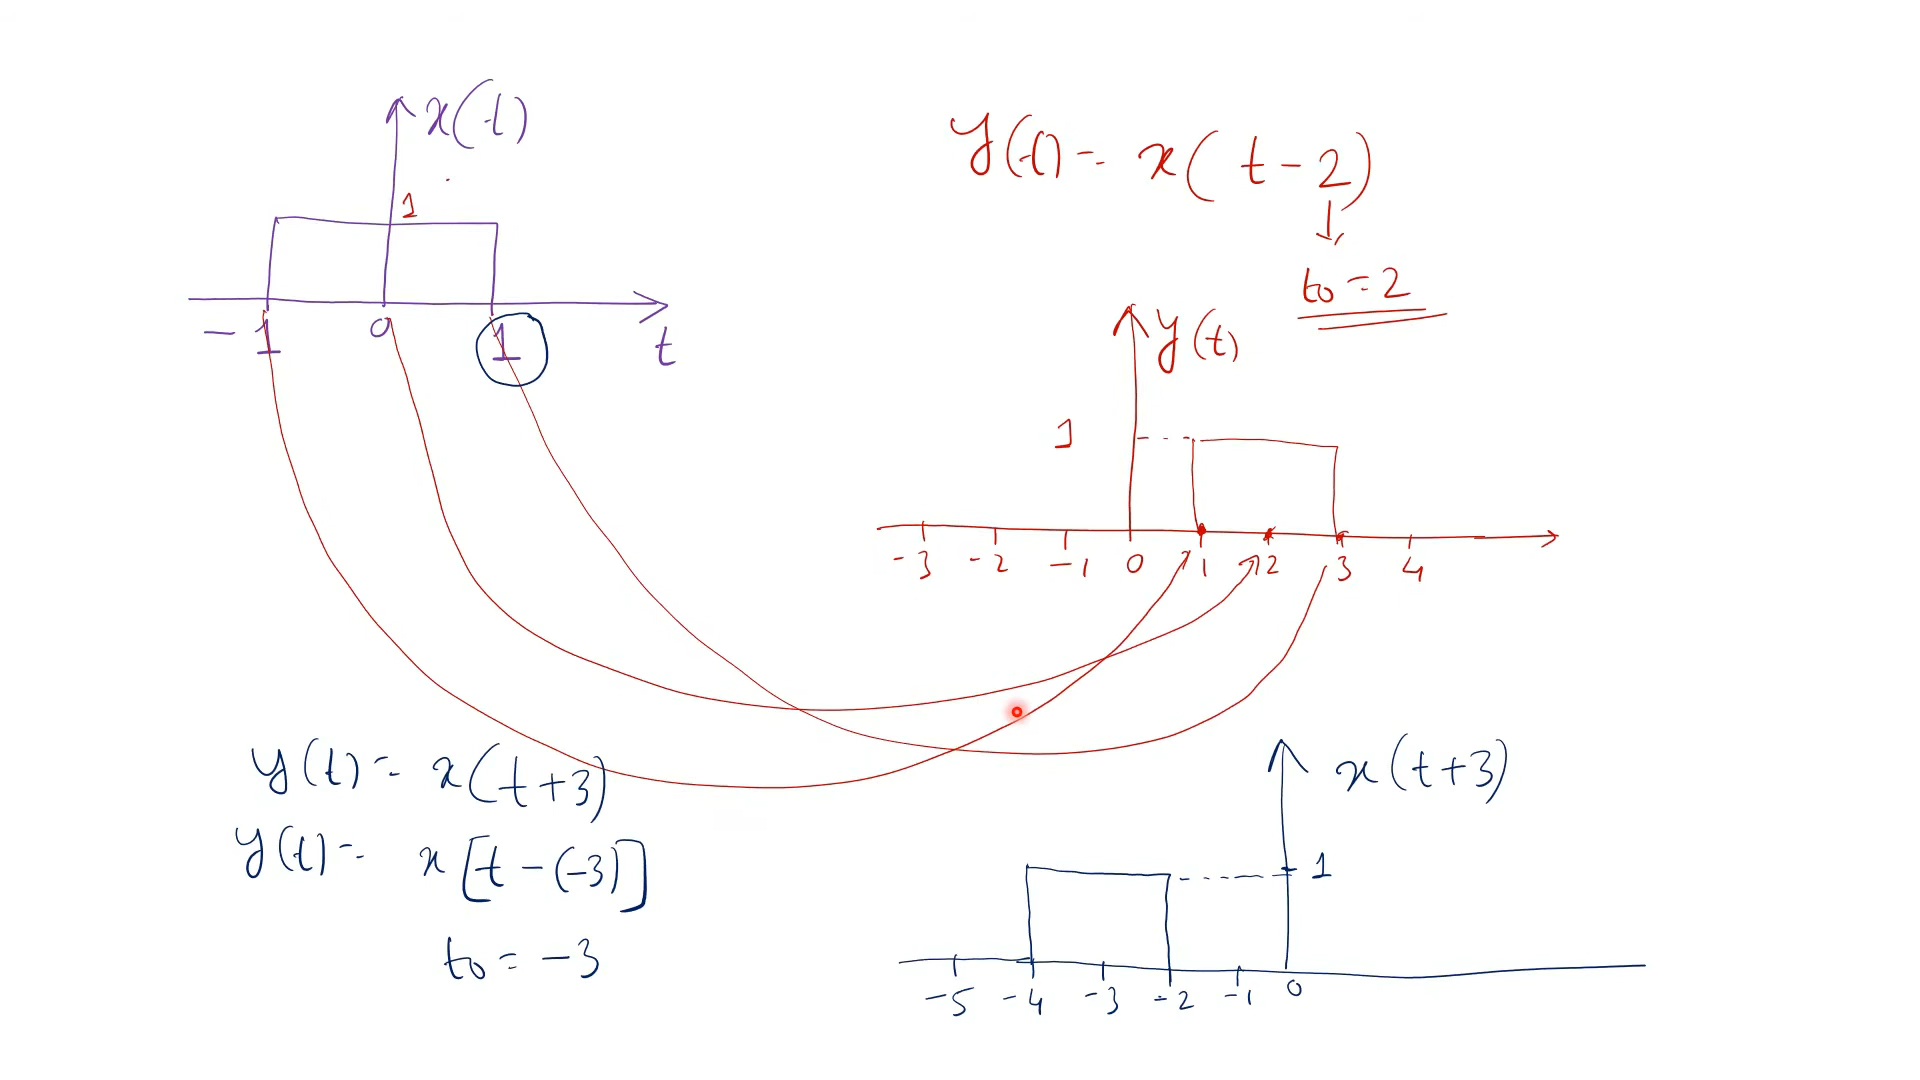 x(t)
1
-1 0 1 t
y(t) = x(t-2)
t0 = 2
y(t)
1
-3 -2 -1 0 1 2 3 4
y(t) = x(t+3)
y(t) = x[t-(-3)]
t0 = -3
x(t+3)
1
-5 -4 -3 -2 -1 0